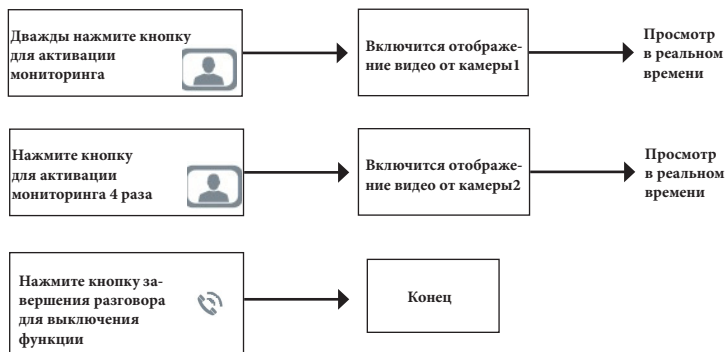 Дважды нажмите кнопку
для активации
мониторинга
Включится отображе-
ние видео от камеры1
Просмотр
в реальном
времени
Нажмите кнопку
для активации
мониторинга 4 раза
Включится отображе-
ние видео от камеры2
Просмотр
в реальном
времени
Нажмите кнопку за-
вершения разговора
для выключения
функции
Конец